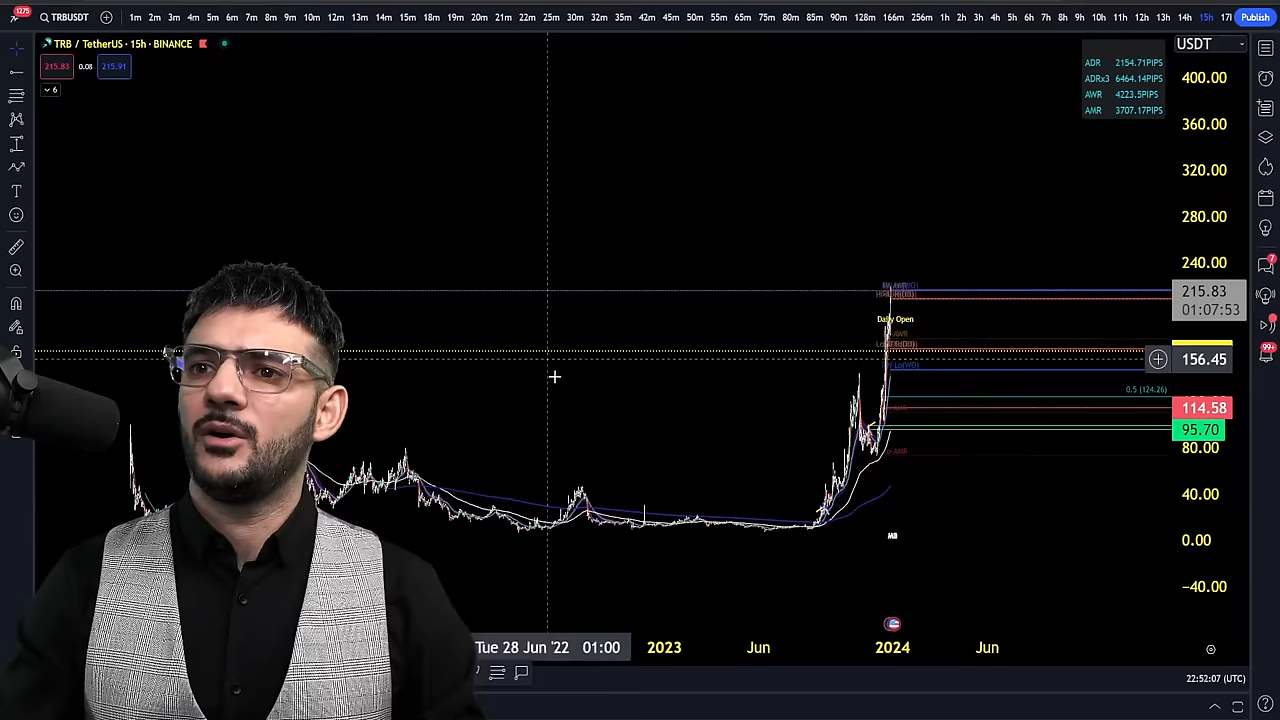 1275
TRBUSDT 1m 2m 3m 4m 5m 6m 7m 8m 9m 10m 12m 13m 14m 15m 18m 19m 20m 21m 22m 25m 30m 32m 35m 42m 45m 50m 55m 65m 75m 80m 85m 90m 128m 166m 256m 1h 2h 3h 4h 5h 6h 7h 8h 9h 10h 11h 12h 13h 14h 15h 17h Publish
TRB / TetherUS · 15h · BINANCE
USDT
215.83 0.08 215.91
6
ADR 2154.71PIPS
ADRx3 6464.14PIPS
AWR 4223.5PIPS
AMR 3707.17PIPS
400.00
360.00
320.00
280.00
240.00
215.83
01:07:53
Daily Open
156.45
0.5 (124.26)
114.58
95.70
80.00
40.00
0.00
−40.00
MB
7
99+
Tue 28 Jun '22 01:00 2023 Jun 2024 Jun
22:52:07 (UTC)